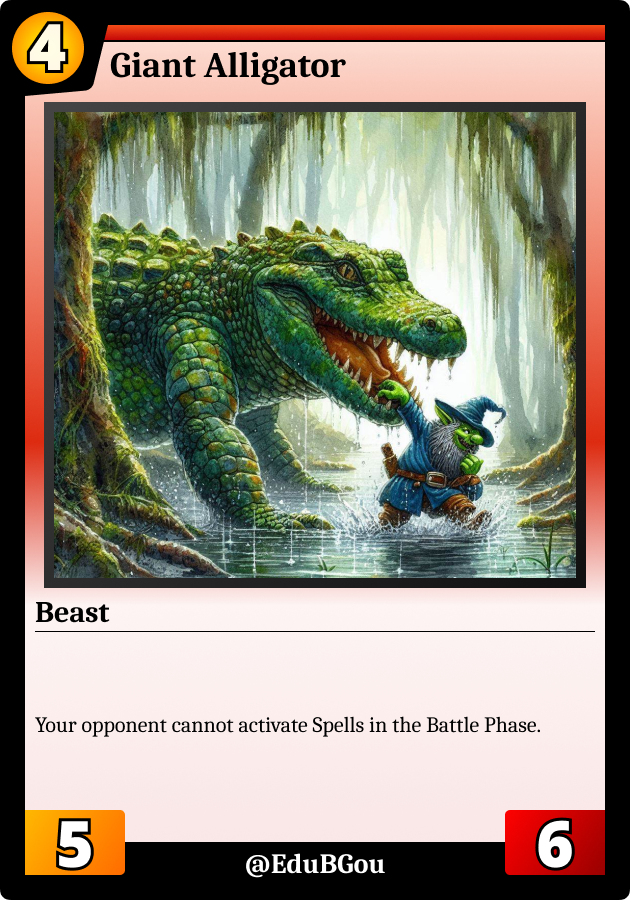 4
Giant Alligator
Beast
Your opponent cannot activate Spells in the Battle Phase.
5
@EduBGou
6